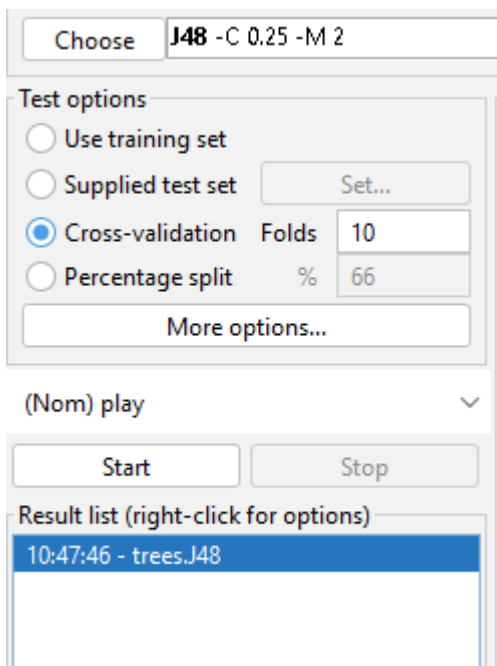 Choose J48 -C 0.25 -M 2
Test options
Use training set
Supplied test set Set...
Cross-validation Folds 10
Percentage split % 66
More options...
(Nom) play
Start Stop
Result list (right-click for options)
10:47:46 - trees.J48